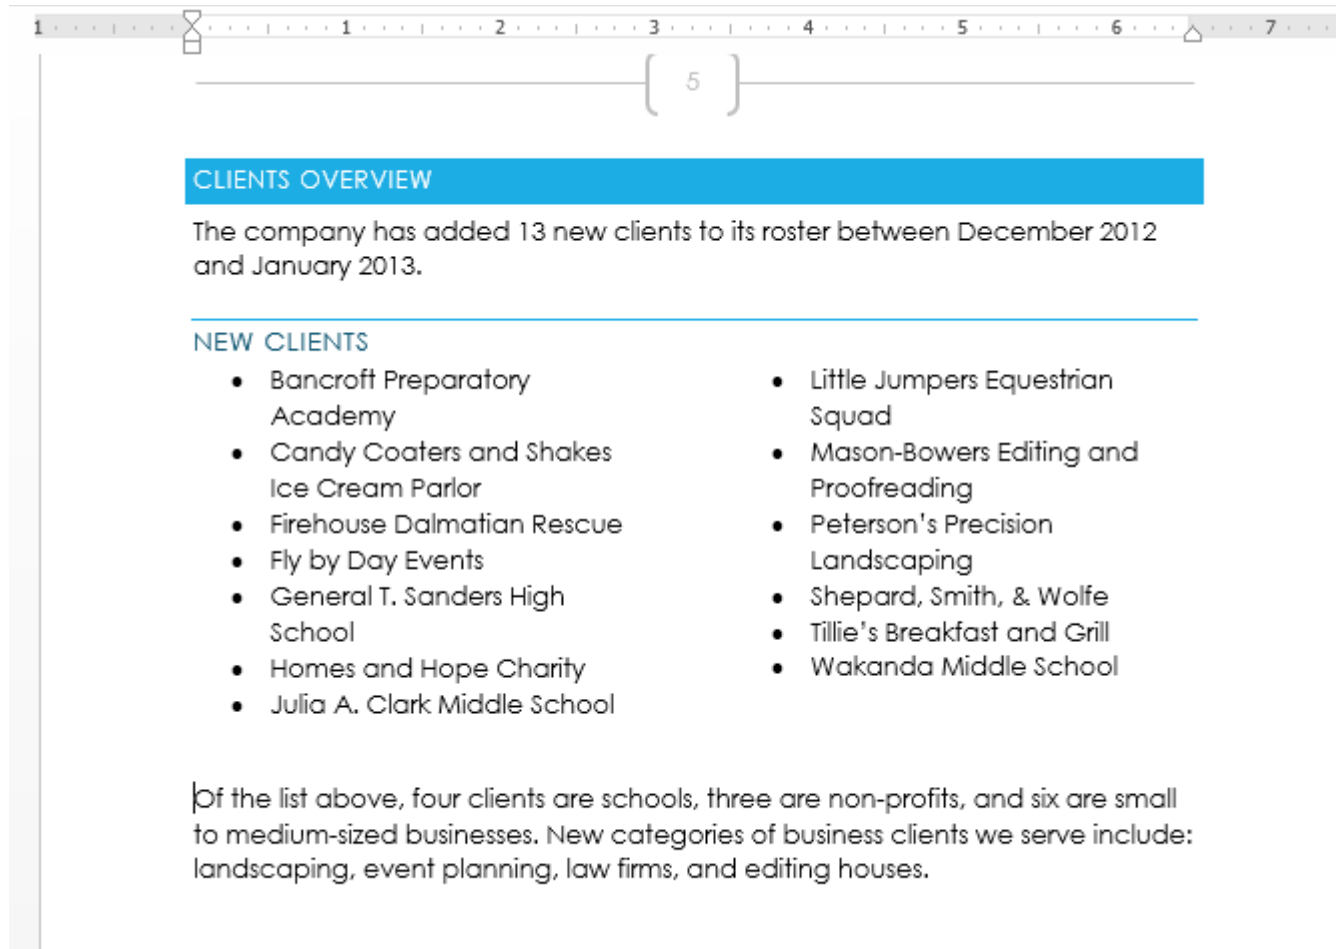 1 1 2 3 4 5 6 7
5
CLIENTS OVERVIEW
The company has added 13 new clients to its roster between December 2012
and January 2013.
NEW CLIENTS
• Bancroft Preparatory
Academy
• Candy Coaters and Shakes
Ice Cream Parlor
• Firehouse Dalmatian Rescue
• Fly by Day Events
• General T. Sanders High
School
• Homes and Hope Charity
• Julia A. Clark Middle School
• Little Jumpers Equestrian
Squad
• Mason-Bowers Editing and
Proofreading
• Peterson’s Precision
Landscaping
• Shepard, Smith, & Wolfe
• Tillie’s Breakfast and Grill
• Wakanda Middle School
Of the list above, four clients are schools, three are non-profits, and six are small
to medium-sized businesses. New categories of business clients we serve include:
landscaping, event planning, law firms, and editing houses.